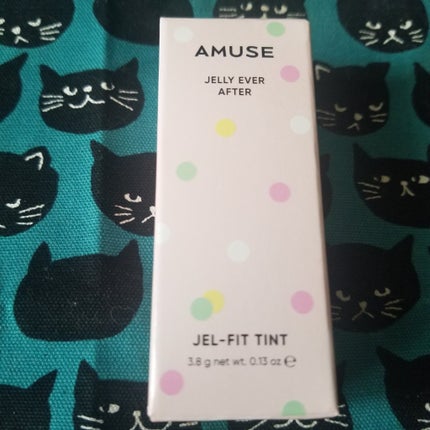 AMUSE
JELLY EVER
AFTER
JEL-FIT TINT
3.8 g net wt. 0.13 oz ℮